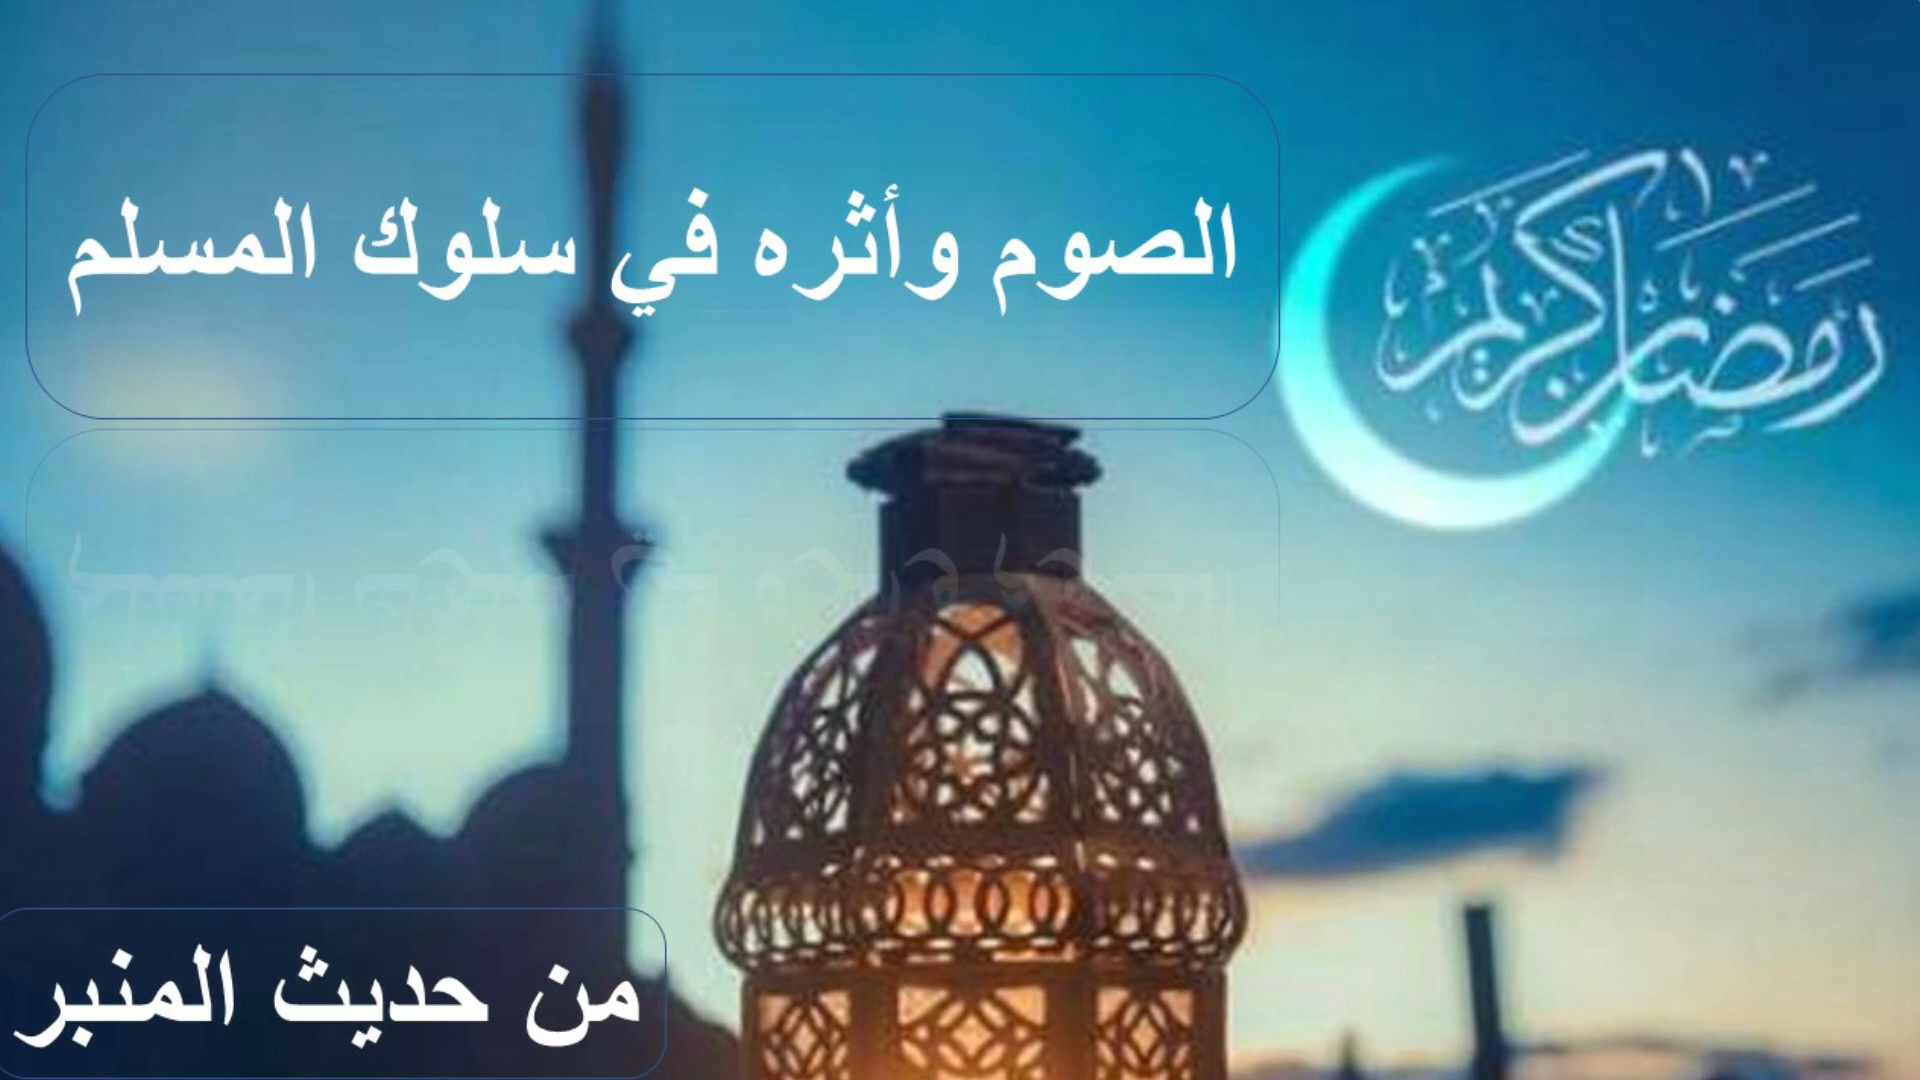 رمضان كريم
الصوم وأثره في سلوك المسلم
من حديث المنبر